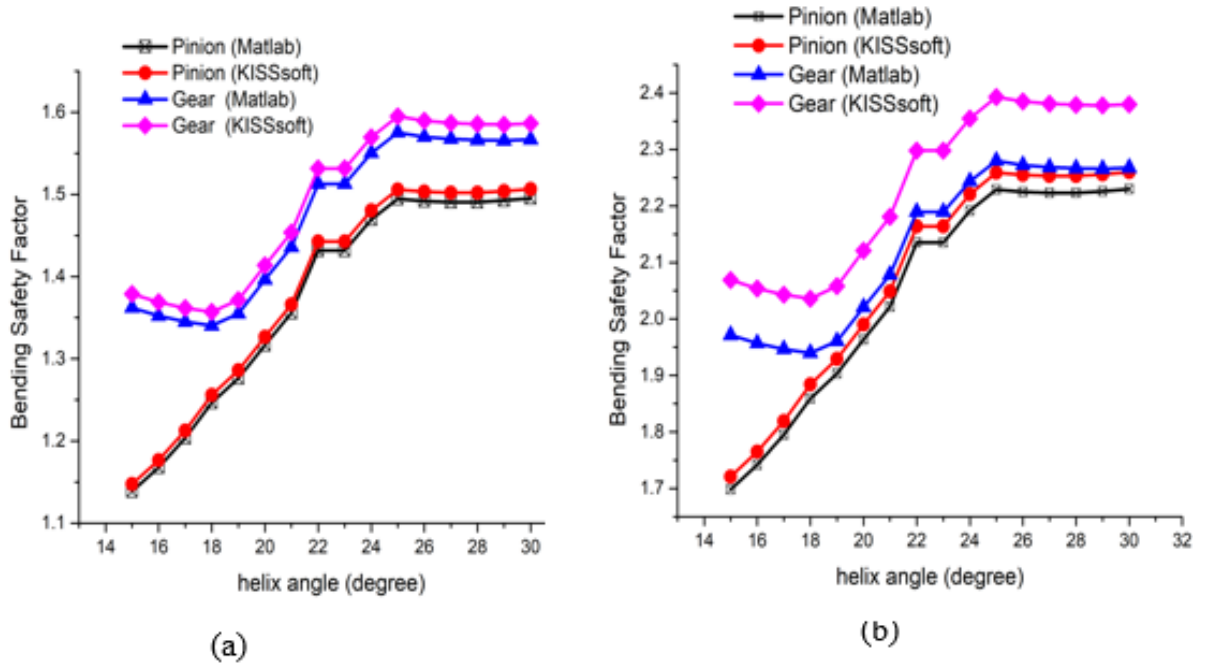 Pinion (Matlab)
Pinion (KISSsoft)
Gear (Matlab)
Gear (KISSsoft)
Bending Safety Factor
1.6
1.5
1.4
1.3
1.2
1.1
14 16 18 20 22 24 26 28 30
helix angle (degree)
(a)
Pinion (Matlab)
Pinion (KISSsoft)
Gear (Matlab)
Gear (KISSsoft)
Bending Safety Factor
2.4
2.3
2.2
2.1
2.0
1.9
1.8
1.7
14 16 18 20 22 24 26 28 30 32
helix angle (degree)
(b)